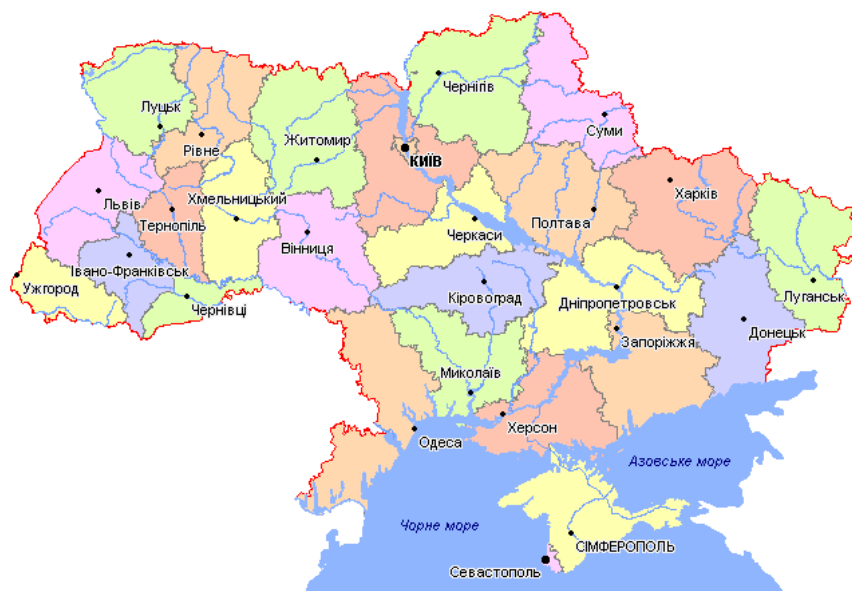 Чернігів
Луцьк
Суми
Рівне
Житомир
КИЇВ
Львів
Хмельницький
Харків
Тернопіль
Полтава
Черкаси
Вінниця
Івано-Франківськ
Ужгород
Чернівці
Кіровоград
Дніпропетровськ
Луганськ
Донецьк
Запоріжжя
Миколаїв
Херсон
Одеса
Азовське море
Чорне море
СІМФЕРОПОЛЬ
Севастополь